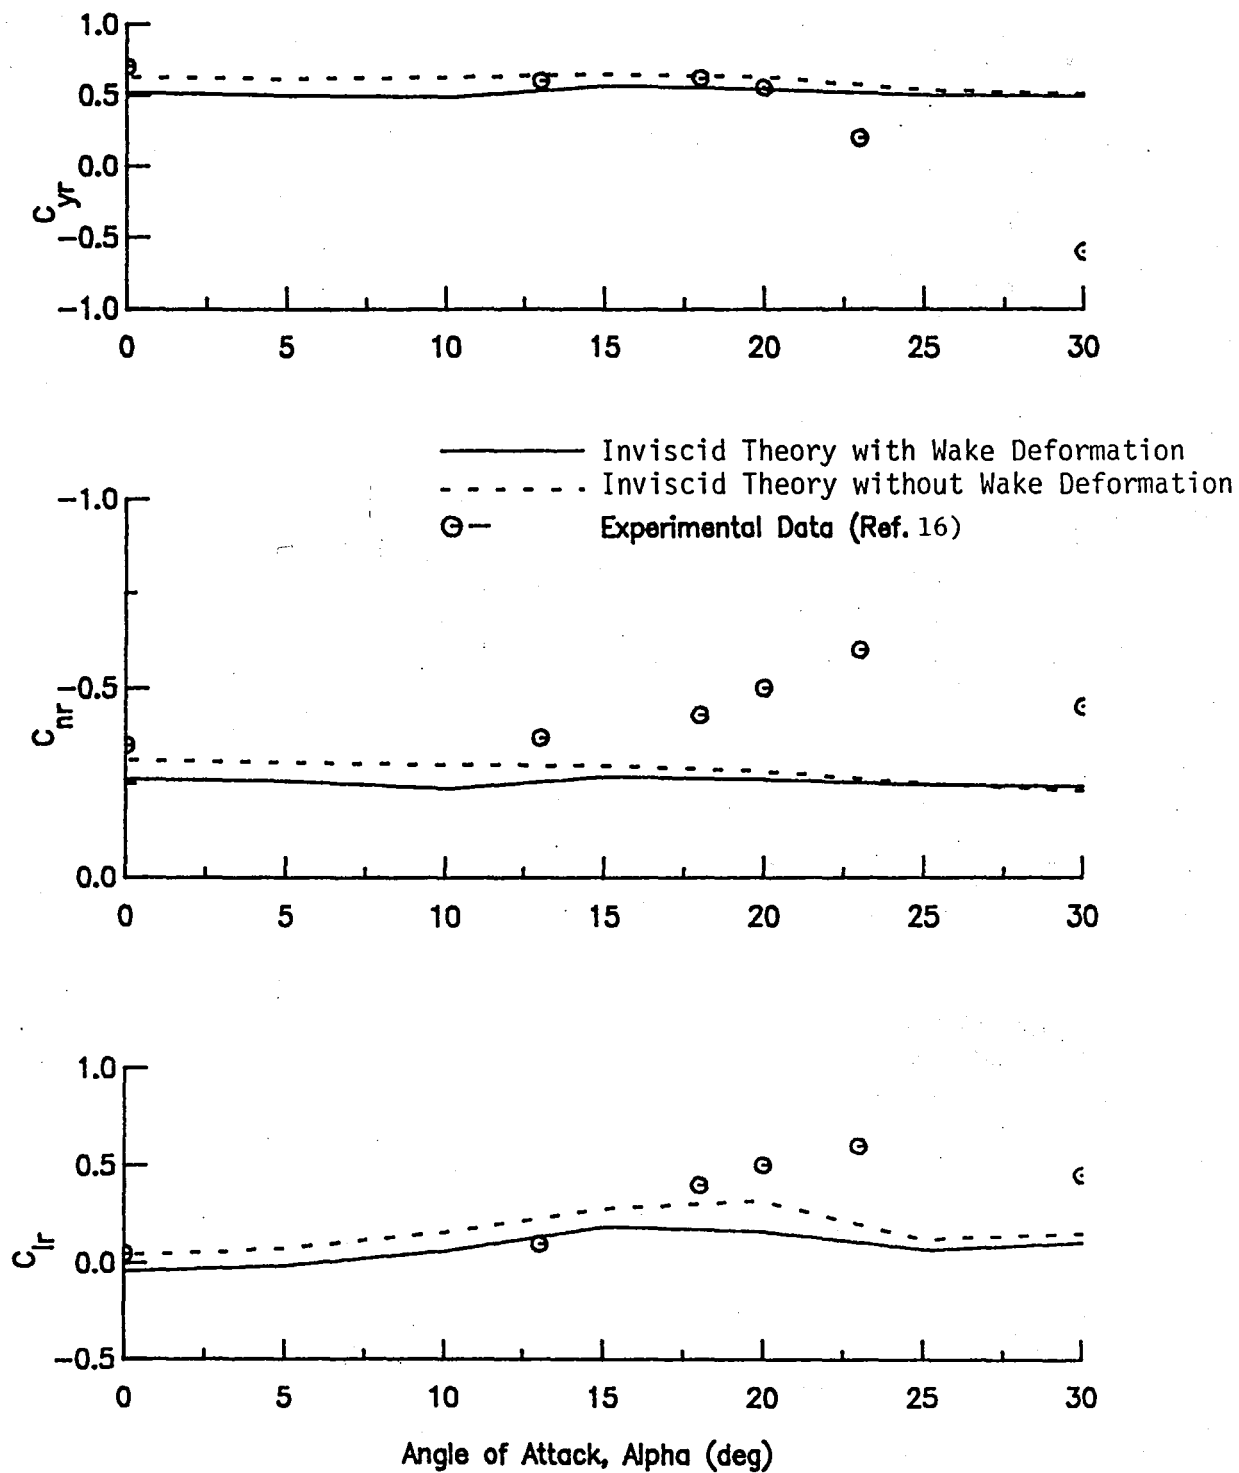 1.0
0.5
0.0
−0.5
−1.0
C_yr
0 5 10 15 20 25 30
Inviscid Theory with Wake Deformation
Inviscid Theory without Wake Deformation
Experimental Data (Ref. 16)
−1.0
−0.5
0.0
C_nr
0 5 10 15 20 25 30
1.0
0.5
0.0
−0.5
C_lr
0 5 10 15 20 25 30
Angle of Attack, Alpha (deg)